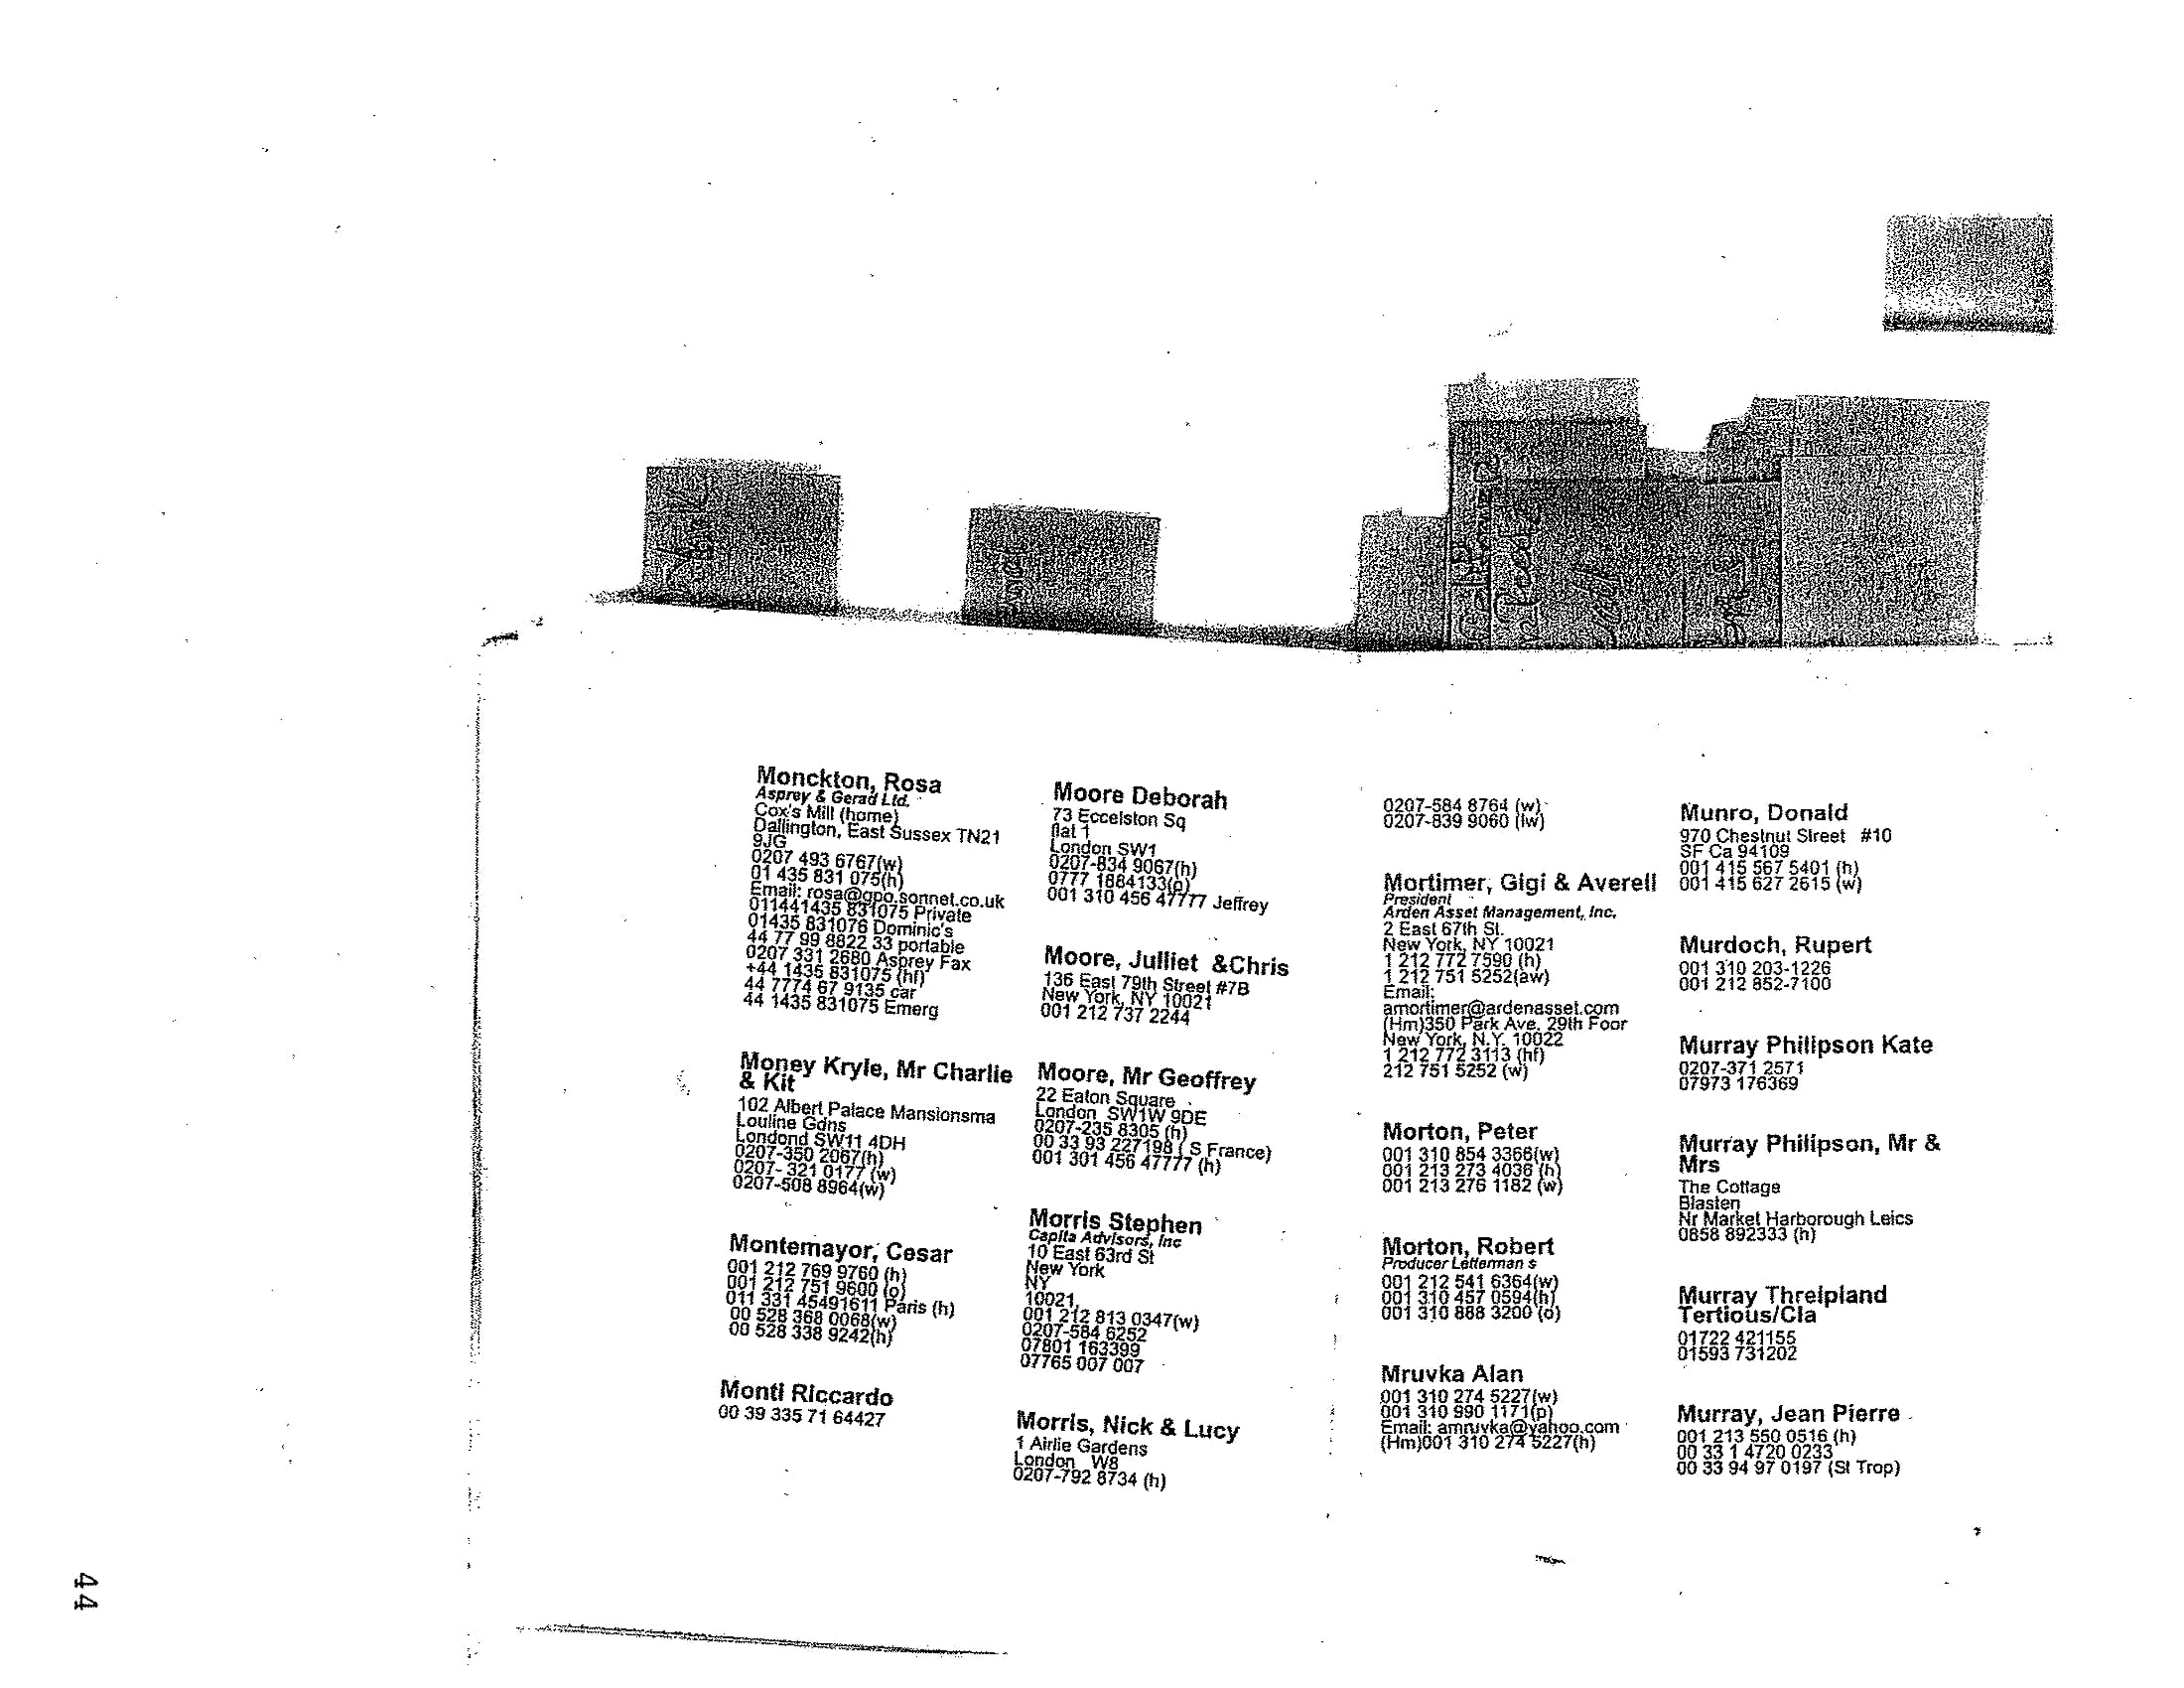 Monckton, Rosa
Asprey & Gerad Ltd.
Cox's Mill (home)
Dallington, East Sussex TN21
9JG
0207 493 6767(w)
01 435 831 075(h)
Email: rosa@gpo.sonnet.co.uk
011441435 831075 Private
01435 831076 Dominic's
44 77 99 8822 33 portable
0207 331 2680 Asprey Fax
+44 1435 831075 (hf)
44 7774 67 9135 car
44 1435 831075 Emerg
Money Kryle, Mr Charlie
& Kit
102 Albert Palace Mansionsma
Louline Gdns
Londond SW11 4DH
0207-350 2067(h)
0207- 321 0177 (w)
0207-508 8964(w)
Montemayor, Cesar
001 212 769 9760 (h)
001 212 751 9600 (o)
011 331 45491611 Paris (h)
00 528 368 0068(w)
00 528 338 9242(h)
Monti Riccardo
00 39 335 71 64427
Moore Deborah
73 Eccelston Sq
flat 1
London SW1
0207-834 9067(h)
0777 1884133(p)
001 310 456 47777 Jeffrey
Moore, Julliet &Chris
136 East 79th Street #7B
New York, NY 10021
001 212 737 2244
Moore, Mr Geoffrey
22 Eaton Square
London SW1W 9DE
0207-235 8305 (h)
00 33 93 227198 ( S France)
001 301 456 47777 (h)
Morris Stephen
Capita Advisors, Inc
10 East 63rd St
New York
NY
10021
001 212 813 0347(w)
0207-584 6252
07801 163399
07765 007 007
Morris, Nick & Lucy
1 Airlie Gardens
London W8
0207-792 8734 (h)
0207-584 8764 (w)
0207-839 9060 (lw)
Mortimer, Gigi & Averell
President
Arden Asset Management, Inc.
2 East 67th St.
New York, NY 10021
1 212 772 7590 (h)
1 212 751 5252(aw)
Email:
amortimer@ardenasset.com
(Hm)350 Park Ave, 29th Foor
New York, N.Y. 10022
1 212 772 3113 (hf)
212 751 5252 (w)
Morton, Peter
001 310 854 3366(w)
001 213 273 4036 (h)
001 213 276 1182 (w)
Morton, Robert
Producer Letterman s
001 212 541 6364(w)
001 310 457 0594(h)
001 310 888 3200 (o)
Mruvka Alan
001 310 274 5227(w)
001 310 990 1171(p)
Email: amruvka@yahoo.com
(Hm)001 310 274 5227(h)
Munro, Donald
970 Chestnut Street #10
SF Ca 94109
001 415 567 5401 (h)
001 415 627 2615 (w)
Murdoch, Rupert
001 310 203-1226
001 212 852-7100
Murray Philipson Kate
0207-371 2571
07973 176369
Murray Philipson, Mr &
Mrs
The Cottage
Blasten
Nr Market Harborough Leics
0858 892333 (h)
Murray Threipland
Tertious/Cla
01722 421155
01593 731202
Murray, Jean Pierre
001 213 550 0516 (h)
00 33 1 4720 0233
00 33 94 97 0197 (St Trop)
44